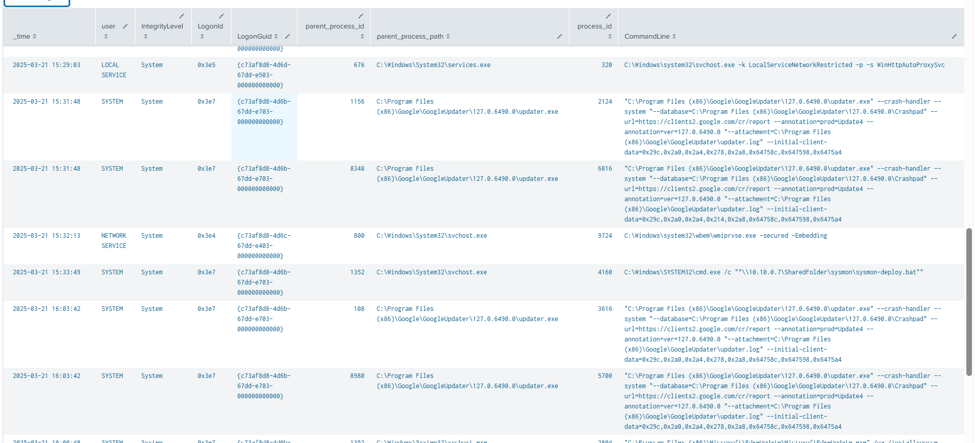 _time user IntegrityLevel LogonId LogonGuid parent_process_id parent_process_path process_id CommandLine
000000000000}
2025-03-21 15:29:03 LOCAL System 0x3e5 {c73af8d8-4d6d- 676 C:\Windows\System32\services.exe 320 C:\Windows\system32\svchost.exe -k LocalServiceNetworkRestricted -p -s WinHttpAutoProxySvc
SERVICE 67dd-e503-
000000000000}
2025-03-21 15:31:48 SYSTEM System 0x3e7 {c73af8d8-4d6b- 1156 C:\Program Files 2124 "C:\Program Files (x86)\Google\GoogleUpdater\127.0.6490.0\updater.exe" --crash-handler --
67dd-e703- (x86)\Google\GoogleUpdater\127.0.6490.0\updater.exe system "--database=C:\Program Files (x86)\Google\GoogleUpdater\127.0.6490.0\Crashpad" --
000000000000} url=https://clients2.google.com/cr/report --annotation=prod=Update4 --
annotation=ver=127.0.6490.0 "--attachment=C:\Program Files
(x86)\Google\GoogleUpdater\updater.log" --initial-client-
data=0x29c,0x2a0,0x2a4,0x278,0x2a8,0x64758c,0x647598,0x6475a4
2025-03-21 15:31:48 SYSTEM System 0x3e7 {c73af8d8-4d6b- 8348 C:\Program Files 6816 "C:\Program Files (x86)\Google\GoogleUpdater\127.0.6490.0\updater.exe" --crash-handler --
67dd-e703- (x86)\Google\GoogleUpdater\127.0.6490.0\updater.exe system "--database=C:\Program Files (x86)\Google\GoogleUpdater\127.0.6490.0\Crashpad" --
000000000000} url=https://clients2.google.com/cr/report --annotation=prod=Update4 --
annotation=ver=127.0.6490.0 "--attachment=C:\Program Files
(x86)\Google\GoogleUpdater\updater.log" --initial-client-
data=0x29c,0x2a0,0x2a4,0x214,0x2a8,0x64758c,0x647598,0x6475a4
2025-03-21 15:32:13 NETWORK System 0x3e4 {c73af8d8-4d6c- 800 C:\Windows\System32\svchost.exe 9724 C:\Windows\system32\wbem\wmiprvse.exe -secured -Embedding
SERVICE 67dd-e403-
000000000000}
2025-03-21 15:33:49 SYSTEM System 0x3e7 {c73af8d8-4d6b- 1352 C:\Windows\System32\svchost.exe 4160 C:\Windows\SYSTEM32\cmd.exe /c ""\\10.10.0.7\SharedFolder\sysmon\sysmon-deploy.bat""
67dd-e703-
000000000000}
2025-03-21 16:03:42 SYSTEM System 0x3e7 {c73af8d8-4d6b- 108 C:\Program Files 3616 "C:\Program Files (x86)\Google\GoogleUpdater\127.0.6490.0\updater.exe" --crash-handler --
67dd-e703- (x86)\Google\GoogleUpdater\127.0.6490.0\updater.exe system "--database=C:\Program Files (x86)\Google\GoogleUpdater\127.0.6490.0\Crashpad" --
000000000000} url=https://clients2.google.com/cr/report --annotation=prod=Update4 --
annotation=ver=127.0.6490.0 "--attachment=C:\Program Files
(x86)\Google\GoogleUpdater\updater.log" --initial-client-
data=0x29c,0x2a0,0x2a4,0x278,0x2a8,0x64758c,0x647598,0x6475a4
2025-03-21 16:03:42 SYSTEM System 0x3e7 {c73af8d8-4d6b- 8980 C:\Program Files 5700 "C:\Program Files (x86)\Google\GoogleUpdater\127.0.6490.0\updater.exe" --crash-handler --
67dd-e703- (x86)\Google\GoogleUpdater\127.0.6490.0\updater.exe system "--database=C:\Program Files (x86)\Google\GoogleUpdater\127.0.6490.0\Crashpad" --
000000000000} url=https://clients2.google.com/cr/report --annotation=prod=Update4 --
annotation=ver=127.0.6490.0 "--attachment=C:\Program Files
(x86)\Google\GoogleUpdater\updater.log" --initial-client-
data=0x29c,0x2a0,0x2a4,0x270,0x2a8,0x64758c,0x647598,0x6475a4